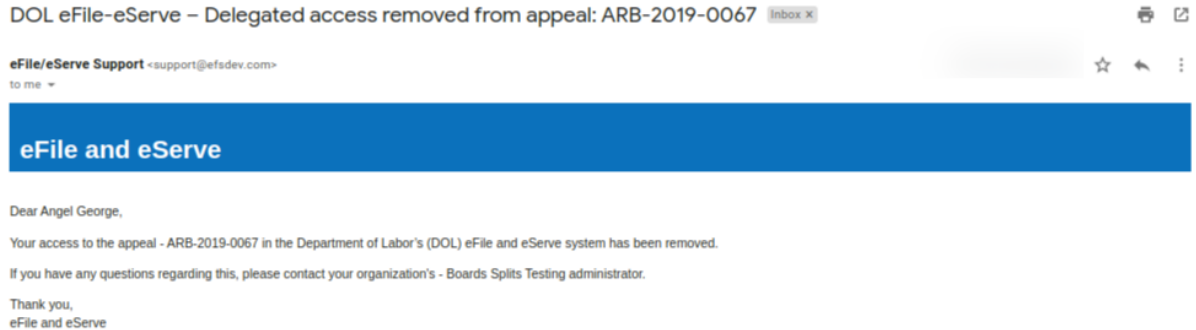 DOL eFile-eServe – Delegated access removed from appeal: ARB-2019-0067 Inbox ×
eFile/eServe Support <support@efsdev.com>
to me
eFile and eServe
Dear Angel George,
Your access to the appeal - ARB-2019-0067 in the Department of Labor's (DOL) eFile and eServe system has been removed.
If you have any questions regarding this, please contact your organization's - Boards Splits Testing administrator.
Thank you,
eFile and eServe